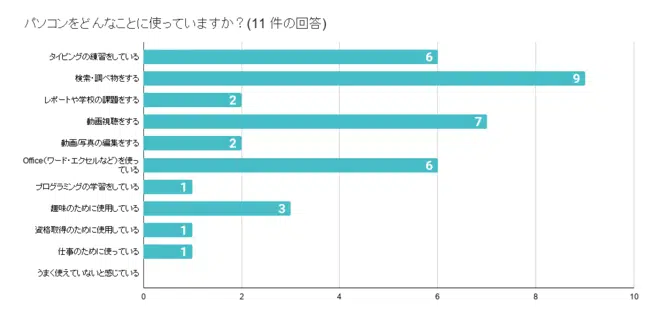 パソコンをどんなことに使っていますか？(11 件の回答)
タイピングの練習をしている
6
検索・調べ物をする
9
レポートや学校の課題をする
2
動画視聴をする
7
動画/写真の編集をする
2
Office(ワード・エクセルなど)を使っ
ている
6
プログラミングの学習をしている
1
趣味のために使用している
3
資格取得のために使用している
1
仕事のために使っている
1
うまく使えていないと感じている
0 2 4 6 8 10